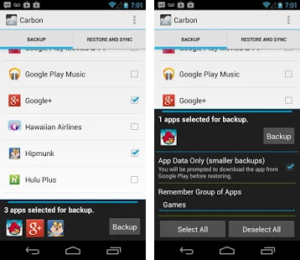 7:01
Carbon
BACKUP
RESTORE AND SYNC
Google Play Music
Google+
Hawaiian Airlines
Hipmunk
Hulu Plus
3 apps selected for backup.
Backup
7:01
Carbon
BACKUP
RESTORE AND SYNC
Google Play Music
Google+
1 apps selected for backup.
Backup
App Data Only (smaller backups)
You will be prompted to download the app from
Google Play before restoring.
Remember Group of Apps
Games
Select All
Deselect All